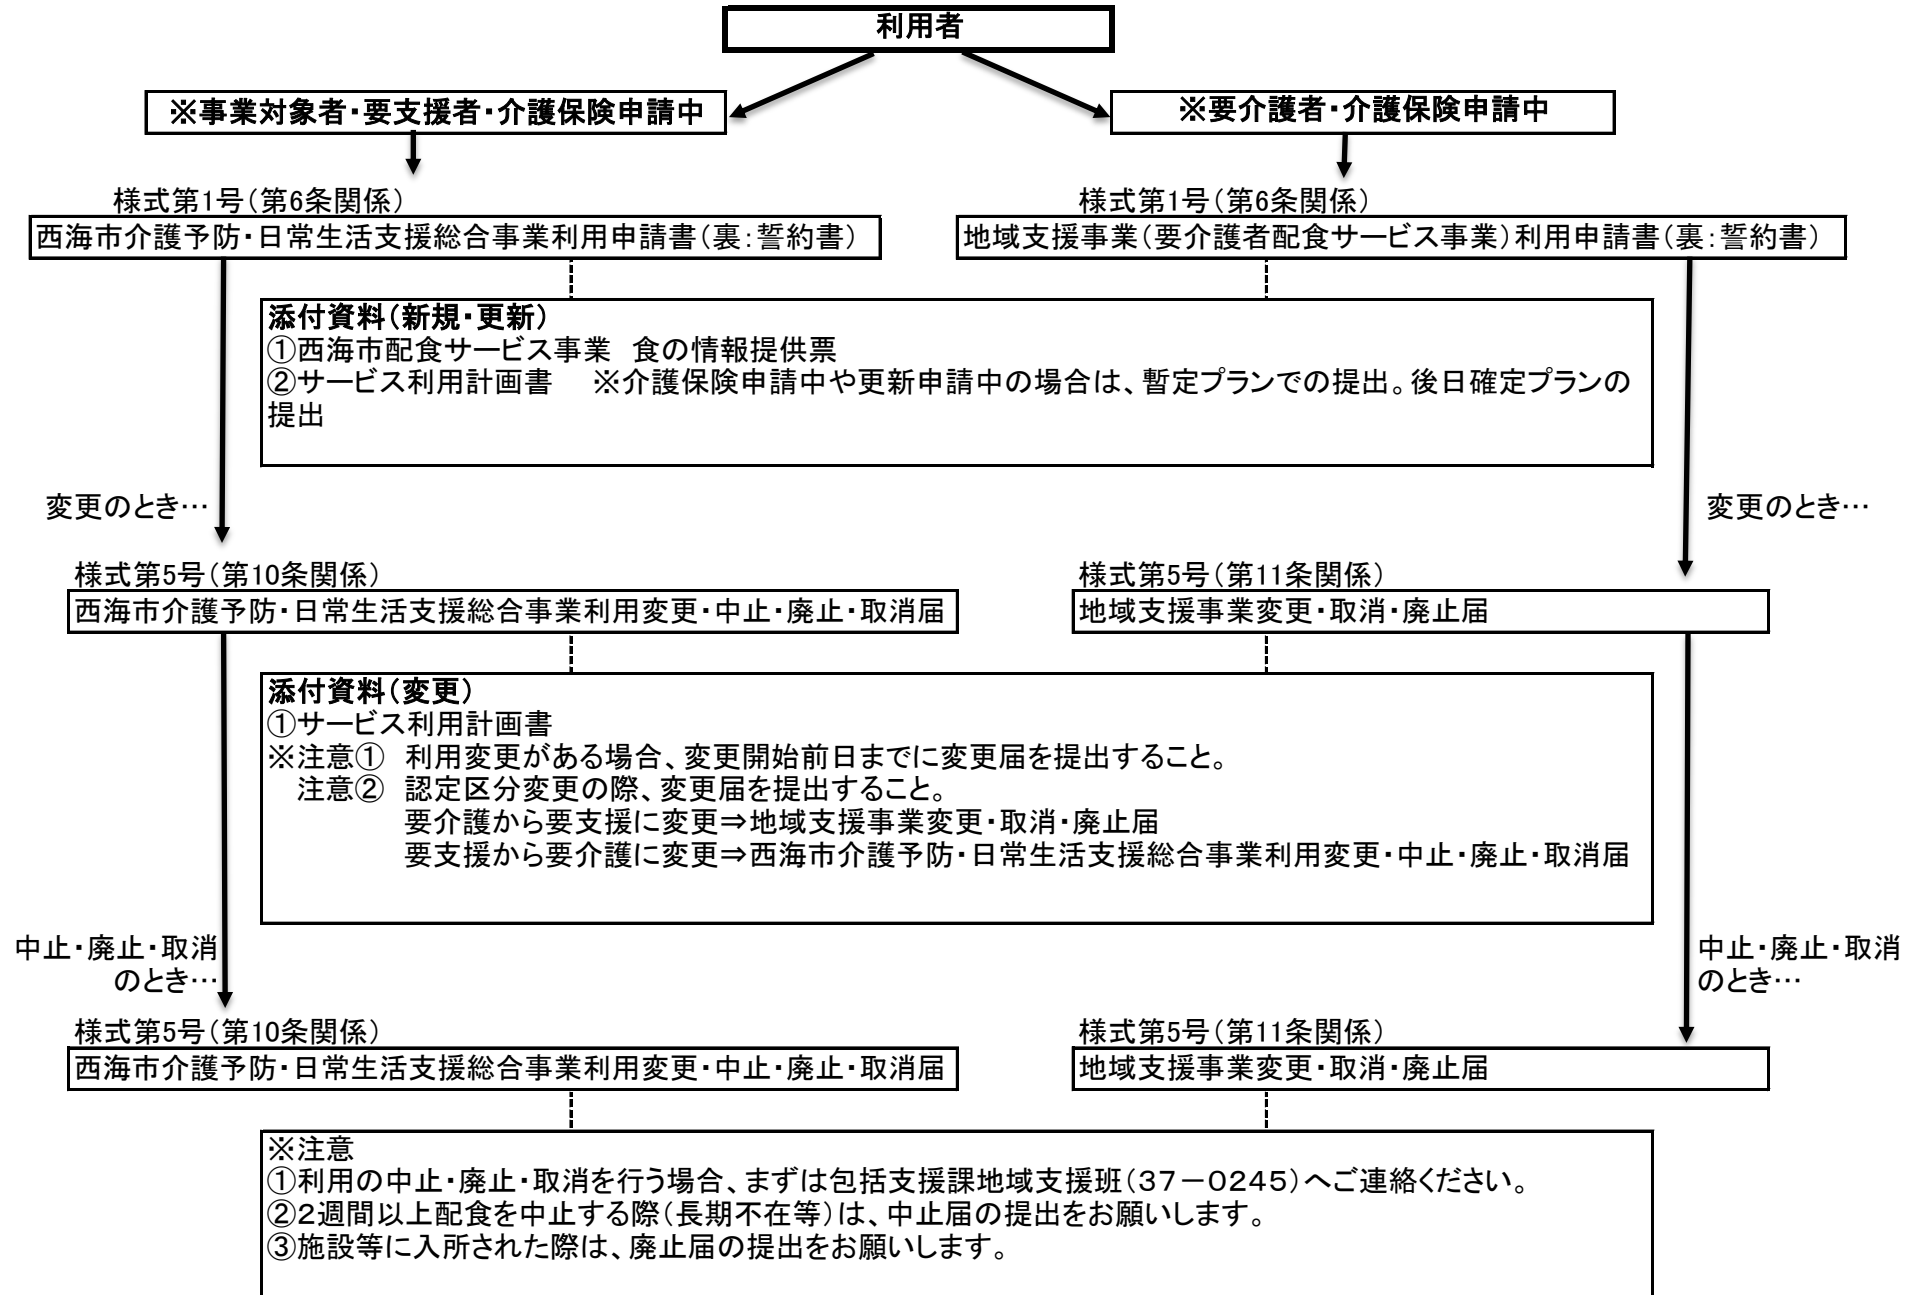 利用者
※事業対象者・要支援者・介護保険申請中
※要介護者・介護保険申請中
様式第1号（第6条関係）
西海市介護予防・日常生活支援総合事業利用申請書（裏：誓約書）
様式第1号（第6条関係）
地域支援事業（要介護者配食サービス事業）利用申請書（裏：誓約書）
添付資料（新規・更新）
①西海市配食サービス事業　食の情報提供票
②サービス利用計画書　※介護保険申請中や更新申請中の場合は、暫定プランでの提出。後日確定プランの
提出
変更のとき…
変更のとき…
様式第5号（第10条関係）
西海市介護予防・日常生活支援総合事業利用変更・中止・廃止・取消届
様式第5号（第11条関係）
地域支援事業変更・取消・廃止届
添付資料（変更）
①サービス利用計画書
※注意①　利用変更がある場合、変更開始前日までに変更届を提出すること。
注意②　認定区分変更の際、変更届を提出すること。
要介護から要支援に変更⇒地域支援事業変更・取消・廃止届
要支援から要介護に変更⇒西海市介護予防・日常生活支援総合事業利用変更・中止・廃止・取消届
中止・廃止・取消
のとき…
中止・廃止・取消
のとき…
様式第5号（第10条関係）
西海市介護予防・日常生活支援総合事業利用変更・中止・廃止・取消届
様式第5号（第11条関係）
地域支援事業変更・取消・廃止届
※注意
①利用の中止・廃止・取消を行う場合、まずは包括支援課地域支援班（３７－０２４５）へご連絡ください。
②２週間以上配食を中止する際（長期不在等）は、中止届の提出をお願いします。
③施設等に入所された際は、廃止届の提出をお願いします。